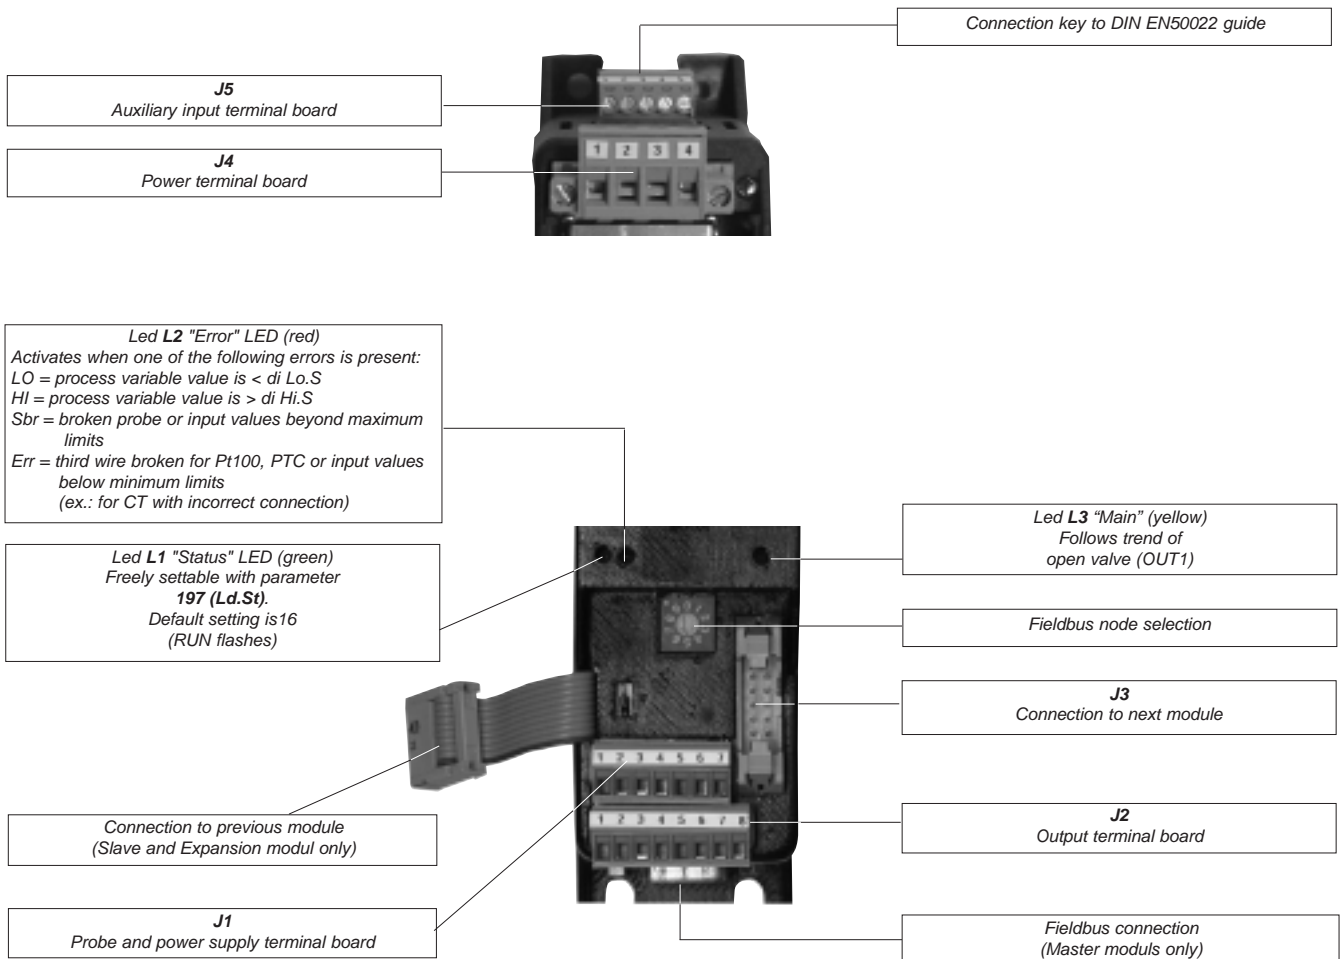 Connection key to DIN EN50022 guide
J5
Auxiliary input terminal board
J4
Power terminal board
1 2 3 4
Led L2 "Error" LED (red)
Activates when one of the following errors is present:
LO = process variable value is < di Lo.S
HI = process variable value is > di Hi.S
Sbr = broken probe or input values beyond maximum
limits
Err = third wire broken for Pt100, PTC or input values
below minimum limits
(ex.: for CT with incorrect connection)
Led L1 "Status" LED (green)
Freely settable with parameter
197 (Ld.St).
Default setting is16
(RUN flashes)
Led L3 “Main” (yellow)
Follows trend of
open valve (OUT1)
Fieldbus node selection
J3
Connection to next module
1 2 3 4 5 6 7
1 2 3 4 5 6 7 8
J2
Output terminal board
Connection to previous module
(Slave and Expansion modul only)
J1
Probe and power supply terminal board
Fieldbus connection
(Master moduls only)